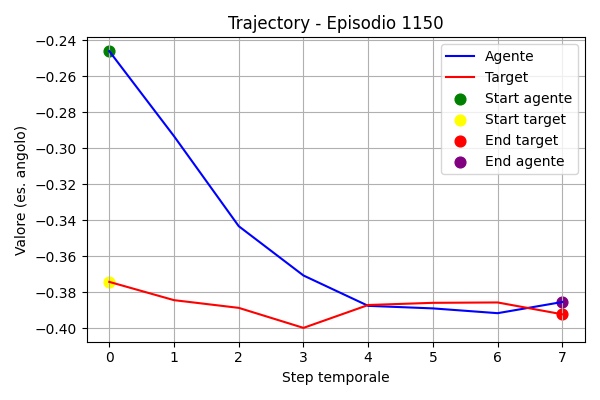 Trajectory - Episodio 1150
Valore (es. angolo)
−0.24
−0.26
−0.28
−0.30
−0.32
−0.34
−0.36
−0.38
−0.40
Agente
Target
Start agente
Start target
End target
End agente
0 1 2 3 4 5 6 7
Step temporale